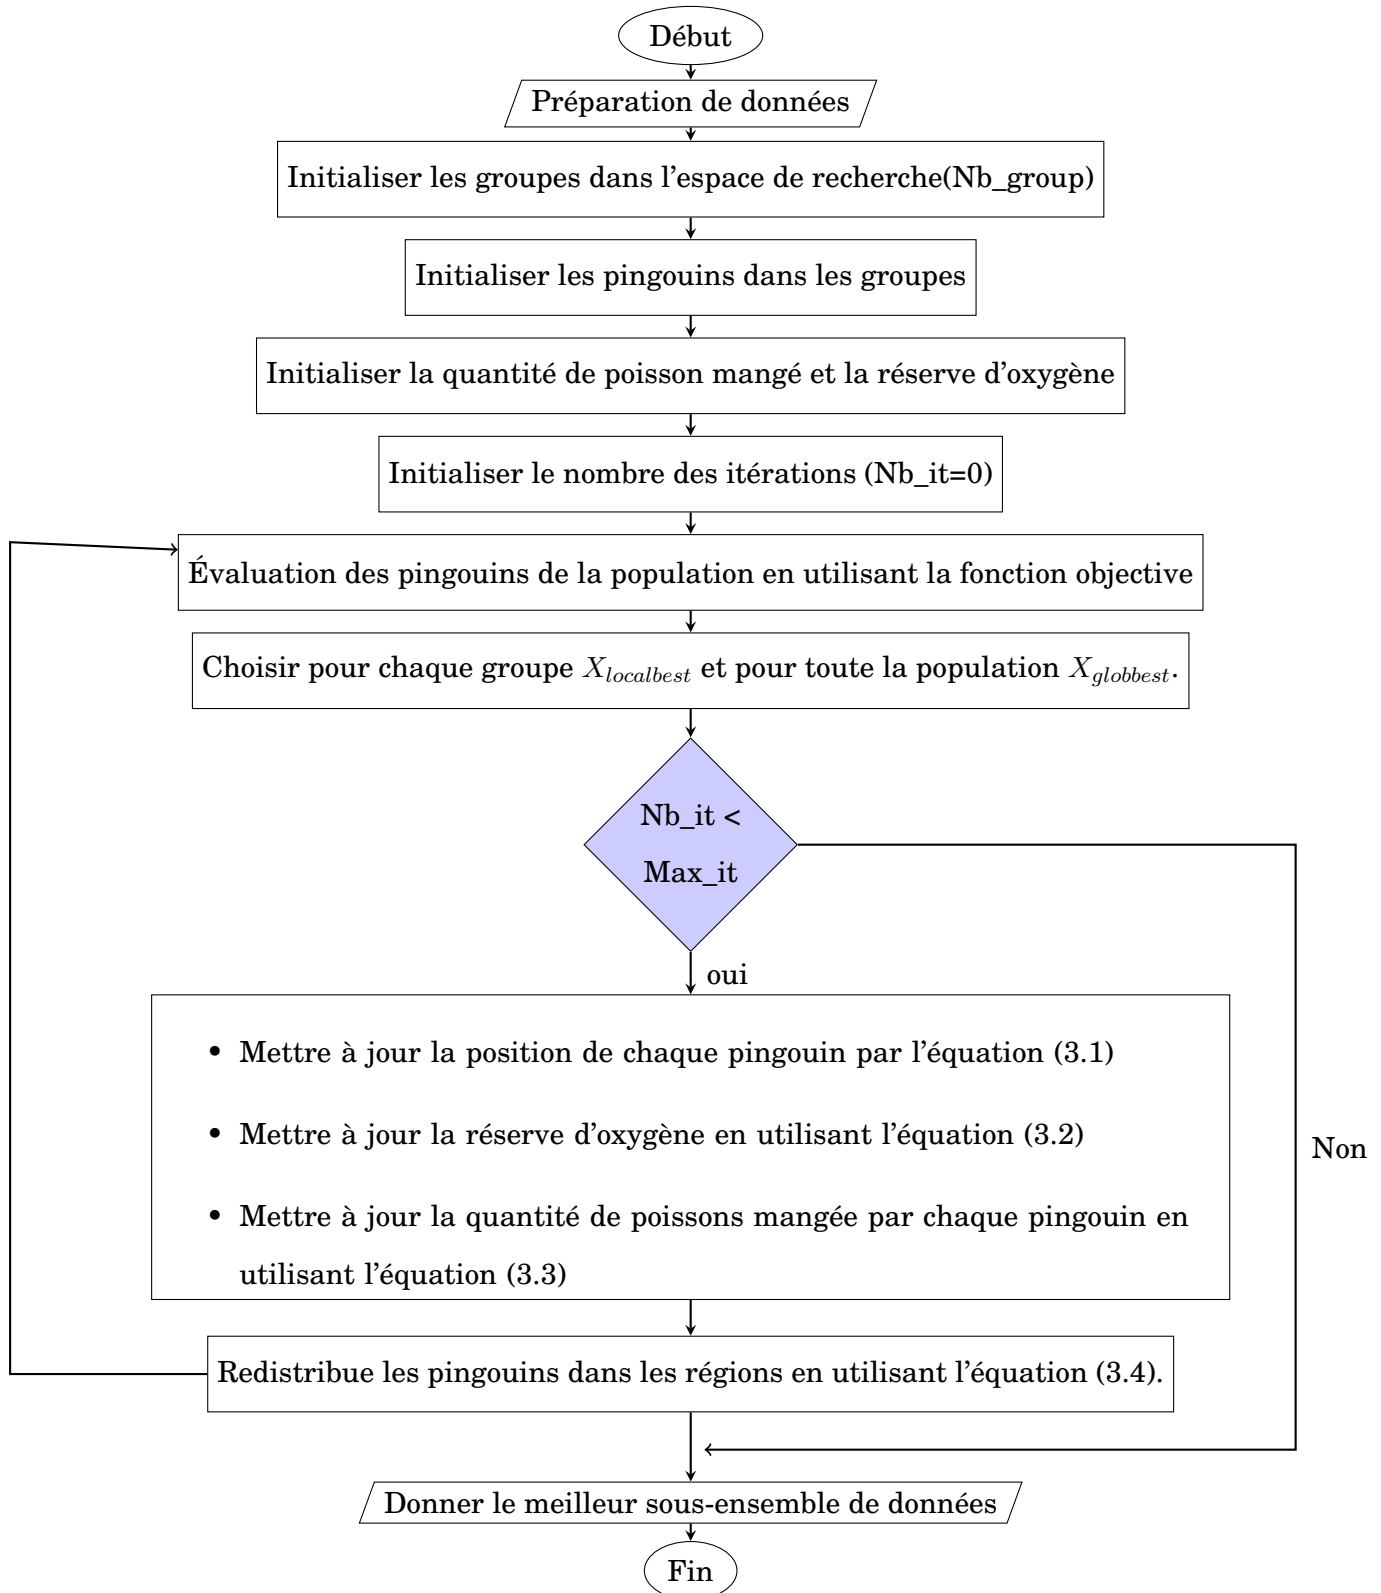 Début
Préparation de données
Initialiser les groupes dans l'espace de recherche(Nb_group)
Initialiser les pingouins dans les groupes
Initialiser la quantité de poisson mangé et la réserve d'oxygène
Initialiser le nombre des itérations (Nb_it=0)
Évaluation des pingouins de la population en utilisant la fonction objective
Choisir pour chaque groupe X_{localbest} et pour toute la population X_{globbest}.
Nb_it <
Max_it
oui
• Mettre à jour la position de chaque pingouin par l'équation (3.1)
• Mettre à jour la réserve d'oxygène en utilisant l'équation (3.2)
Non
• Mettre à jour la quantité de poissons mangée par chaque pingouin en
utilisant l'équation (3.3)
Redistribue les pingouins dans les régions en utilisant l'équation (3.4).
Donner le meilleur sous-ensemble de données
Fin